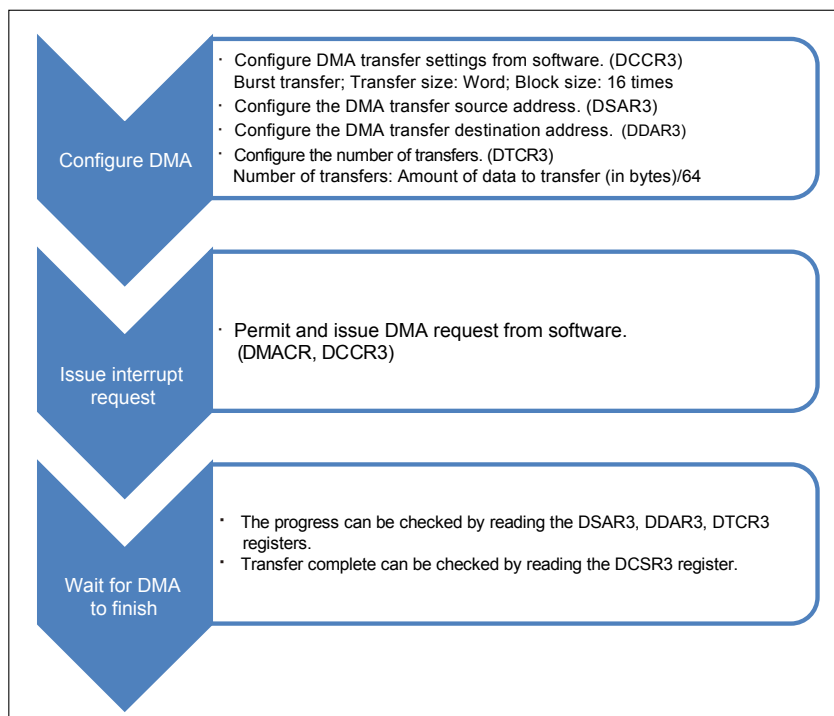 Configure DMA
· Configure DMA transfer settings from software. (DCCR3)
Burst transfer; Transfer size: Word; Block size: 16 times
· Configure the DMA transfer source address. (DSAR3)
· Configure the DMA transfer destination address. (DDAR3)
· Configure the number of transfers. (DTCR3)
Number of transfers: Amount of data to transfer (in bytes)/64
Issue interrupt
request
· Permit and issue DMA request from software.
(DMACR, DCCR3)
Wait for DMA
to finish
· The progress can be checked by reading the DSAR3, DDAR3, DTCR3
registers.
· Transfer complete can be checked by reading the DCSR3 register.